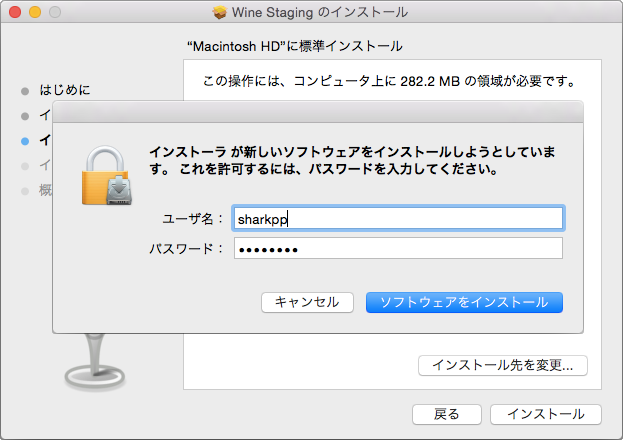 Wine Staging のインストール
“Macintosh HD”に標準インストール
この操作には、コンピュータ上に 282.2 MB の領域が必要です。
はじめに
イ
イ
イ
概
インストーラ が新しいソフトウェアをインストールしようとしていま
す。 これを許可するには、パスワードを入力してください。
ユーザ名：
sharkpp
パスワード：
●●●●●●●●
キャンセル
ソフトウェアをインストール
インストール先を変更...
戻る
インストール